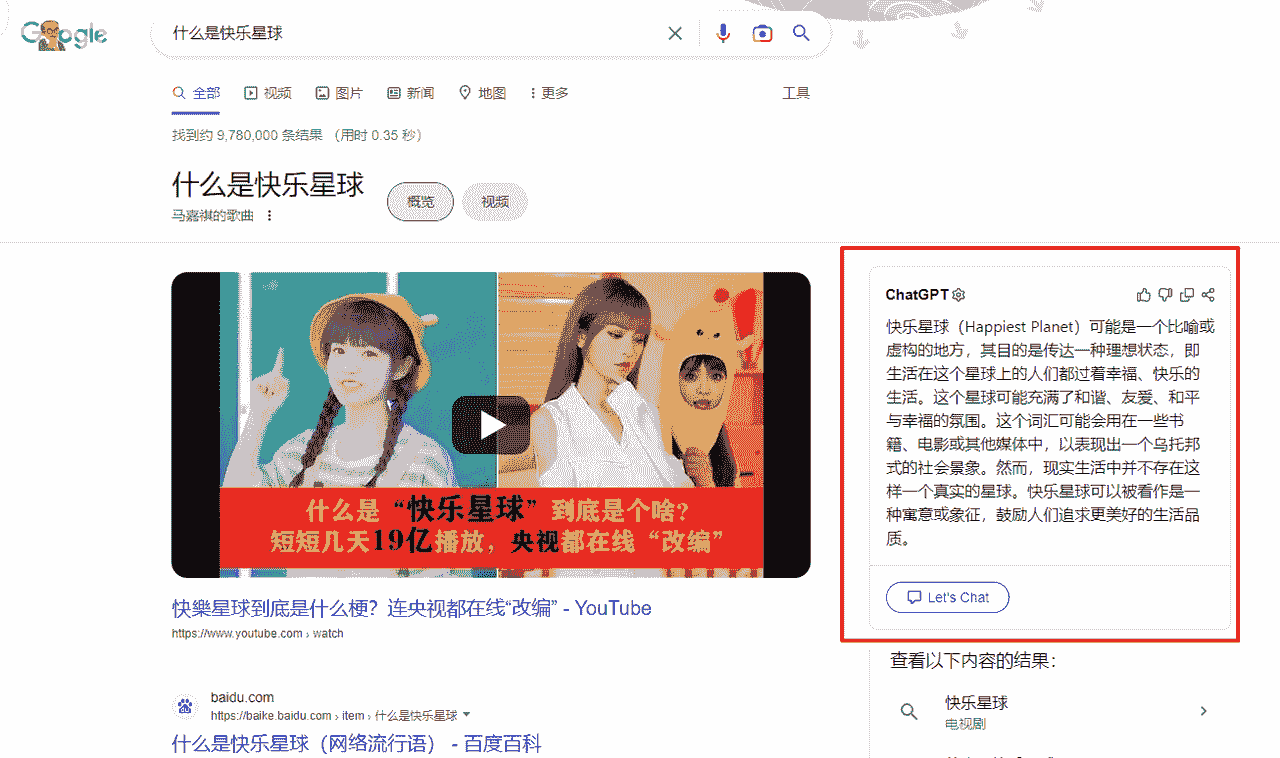 Google
什么是快乐星球
全部
视频
图片
新闻
地图
更多
工具
找到约 9,780,000 条结果 （用时 0.35 秒）
什么是快乐星球
马嘉祺的歌曲
概览
视频
什么是“快乐星球”到底是个啥?
短短几天19亿播放，央视都在线“改编”
快樂星球到底是什么梗？连央视都在线“改编” - YouTube
https://www.youtube.com › watch
baidu.com
https://baike.baidu.com › item › 什么是快乐星球
什么是快乐星球（网络流行语） - 百度百科
ChatGPT
快乐星球（Happiest Planet）可能是一个比喻或
虚构的地方，其目的是传达一种理想状态，即
生活在这个星球上的人们都过着幸福、快乐的
生活。这个星球可能充满了和谐、友爱、和平
与幸福的氛围。这个词汇可能会用在一些书
籍、电影或其他媒体中，以表现出一个乌托邦
式的社会景象。然而，现实生活中并不存在这
样一个真实的星球。快乐星球可以被看作是一
种寓意或象征，鼓励人们追求更美好的生活品
质。
Let's Chat
查看以下内容的结果：
快乐星球
电视剧